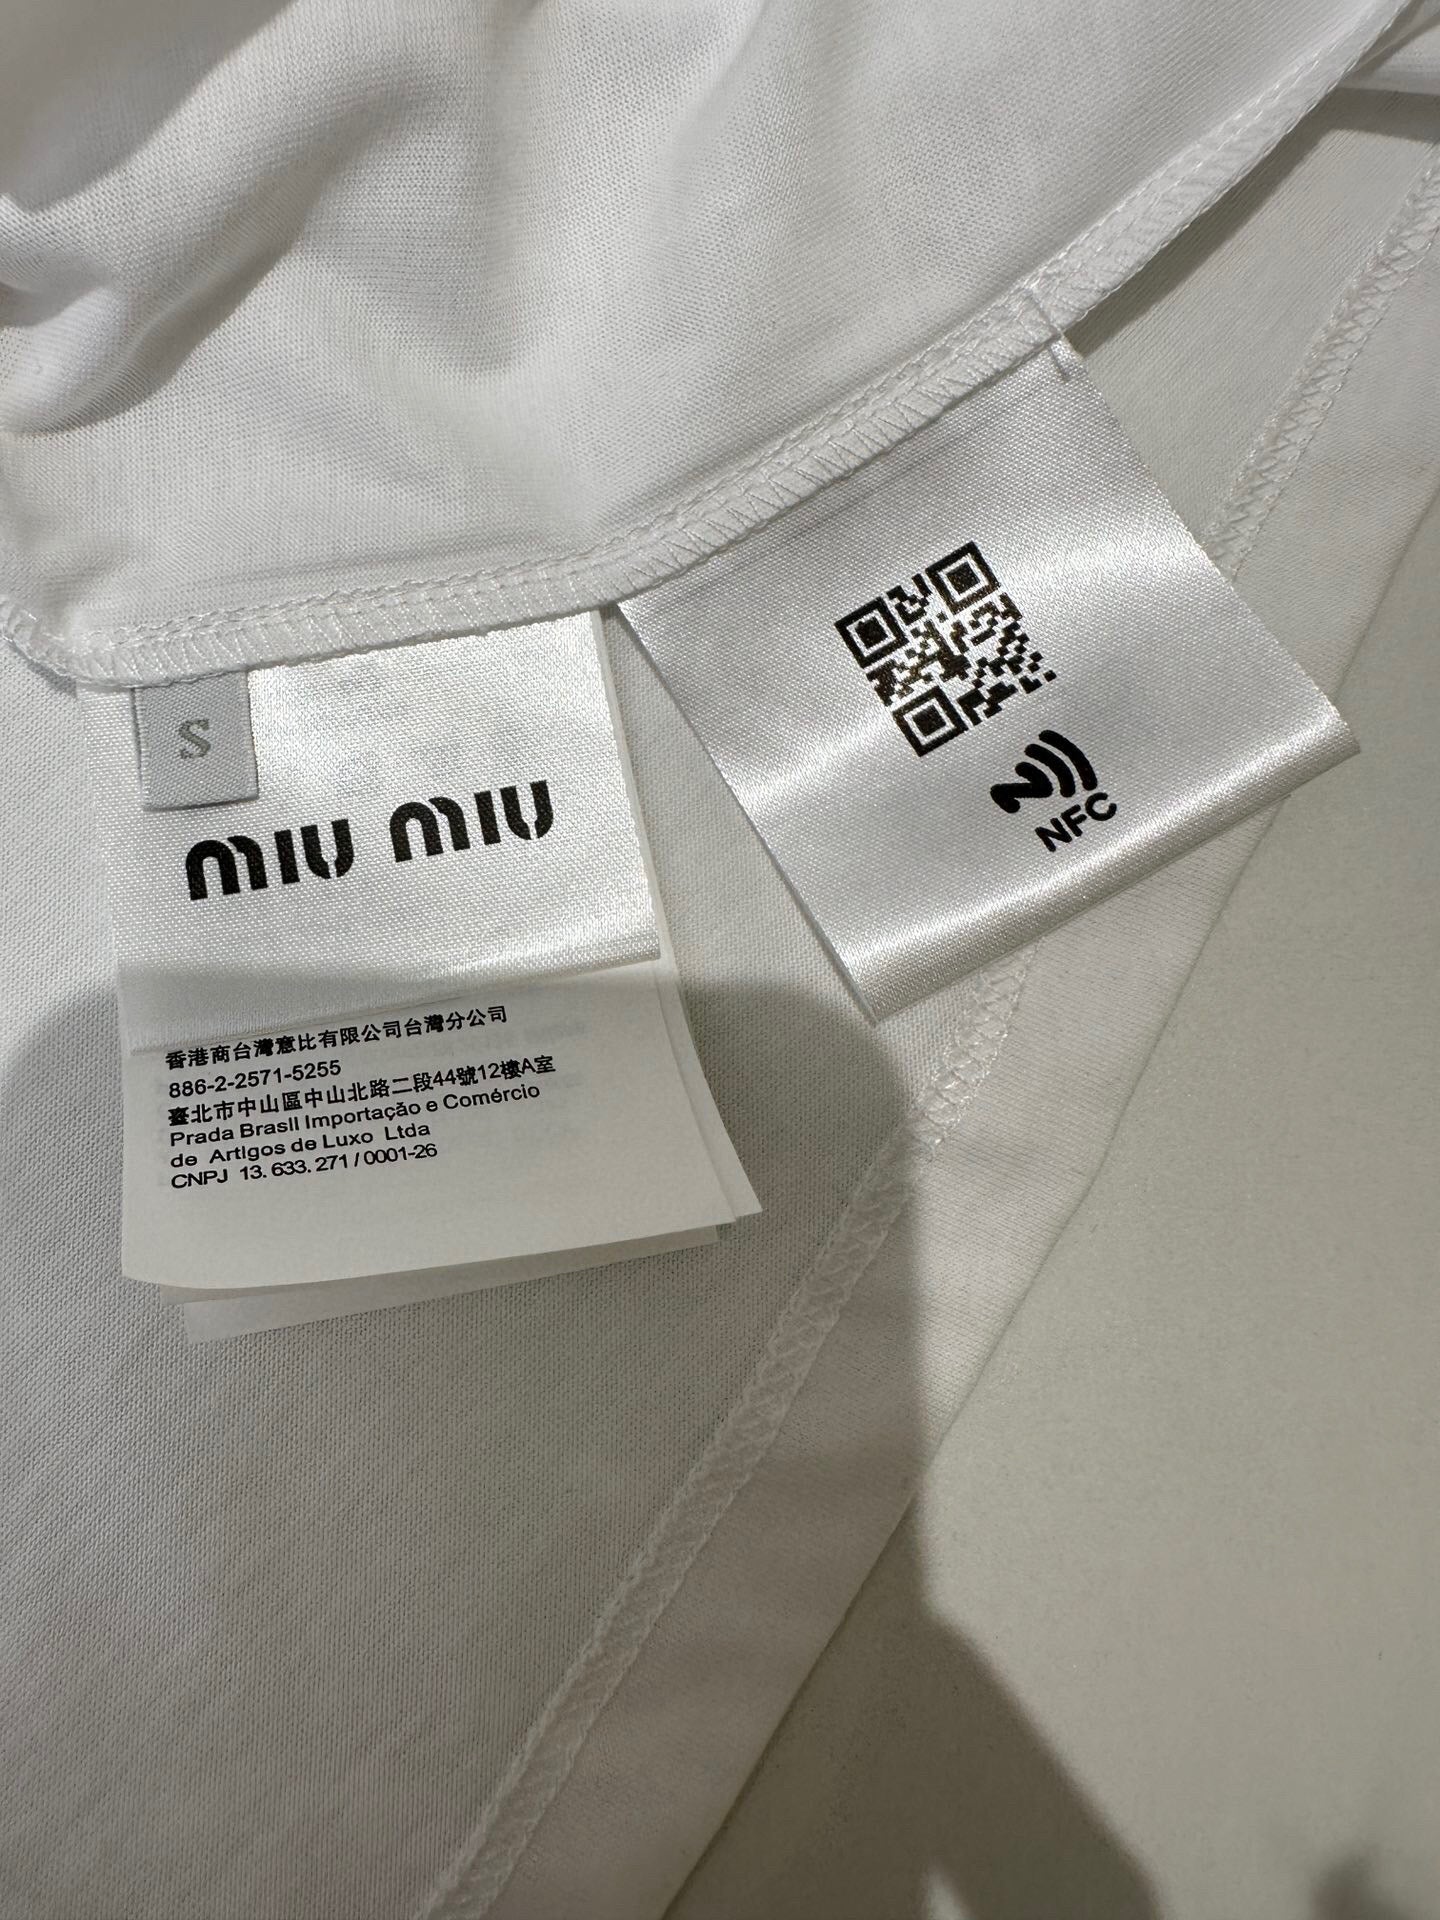 S
MIU MIU
香港商台灣意比有限公司台灣分公司
886-2-2571-5255
臺北市中山區中山北路二段44號12樓A室
Prada Brasil Importação e Comércio
de Artigos de Luxo Ltda
CNPJ 13. 633. 271 / 0001-26
NFC